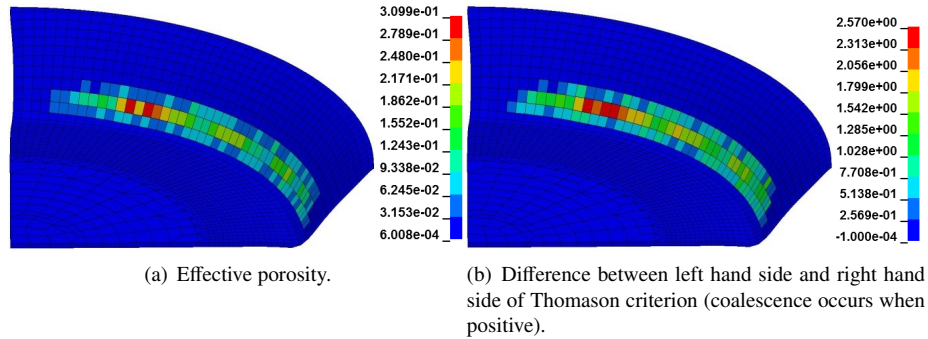 3.099e-01
2.789e-01
2.480e-01
2.171e-01
1.862e-01
1.552e-01
1.243e-01
9.338e-02
6.245e-02
3.153e-02
6.008e-04
2.570e+00
2.313e+00
2.056e+00
1.799e+00
1.542e+00
1.285e+00
1.028e+00
7.708e-01
5.138e-01
2.569e-01
-1.000e-04
(a) Effective porosity.
(b) Difference between left hand side and right hand
side of Thomason criterion (coalescence occurs when
positive).